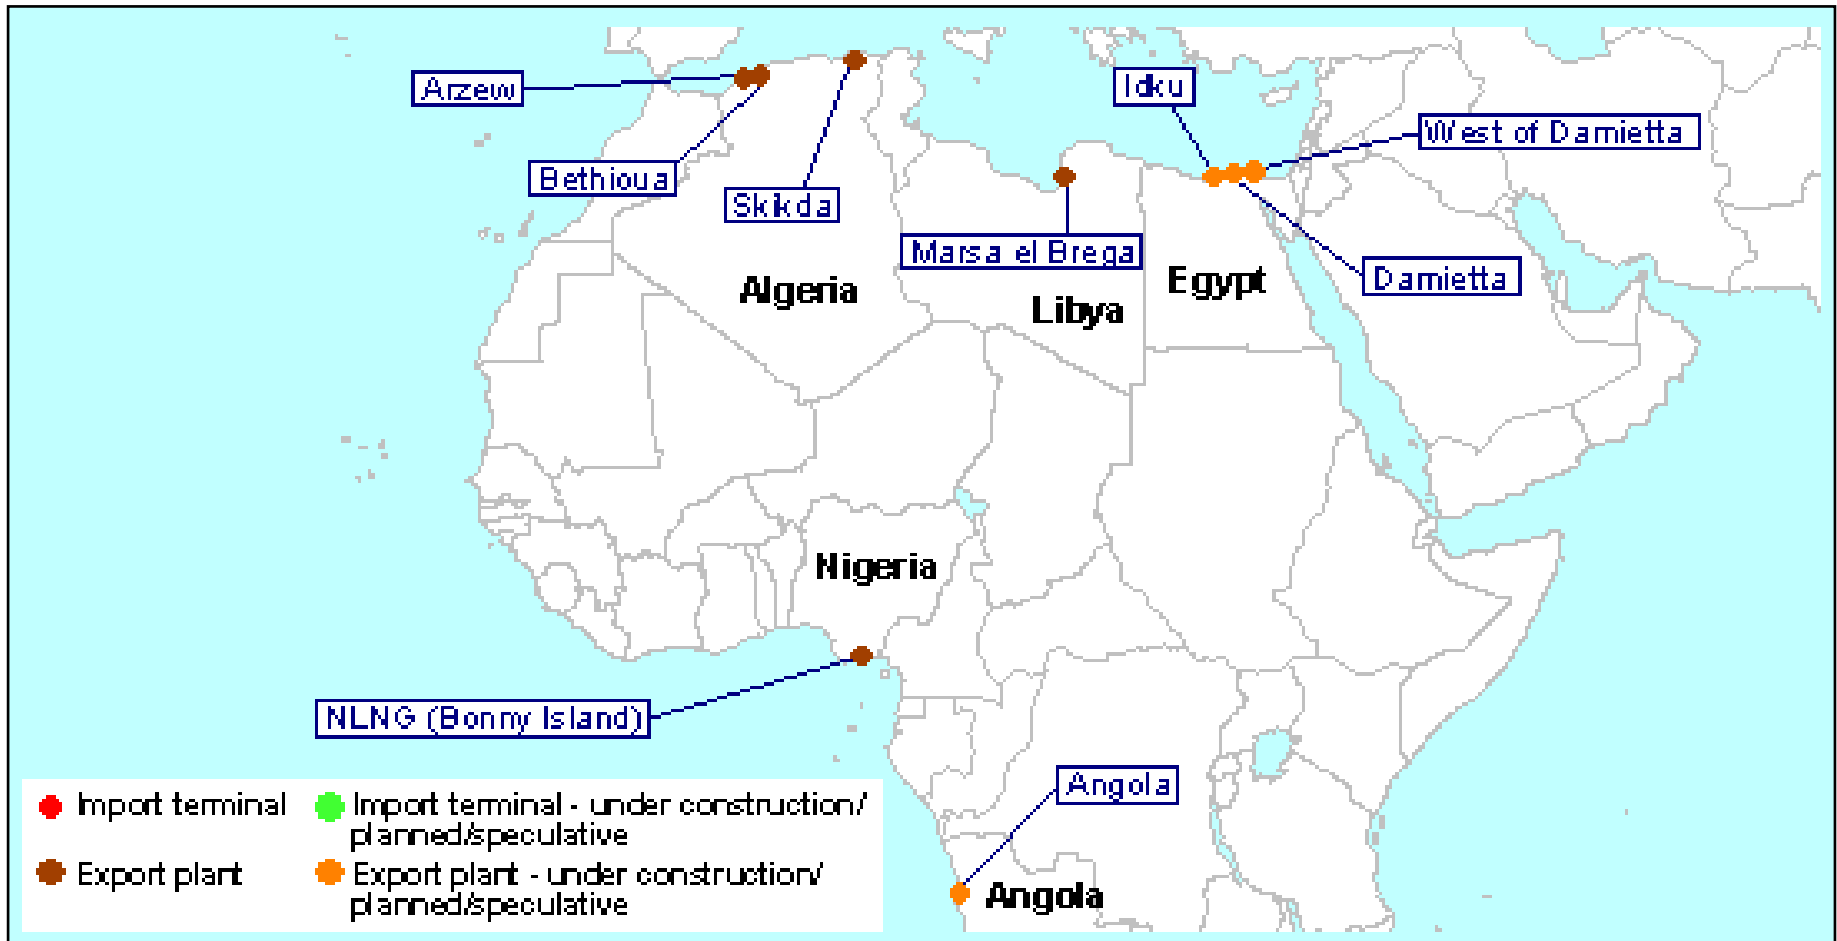 Arzew
Idku
West of Damietta
Bethioua
Skikda
Marsa el Brega
Damietta
Algeria
Egypt
Libya
Nigeria
NLNG (Bonny Island)
Angola
Angola
Import terminal
Import terminal - under construction/
planned/speculative
Export plant
Export plant - under construction/
planned/speculative